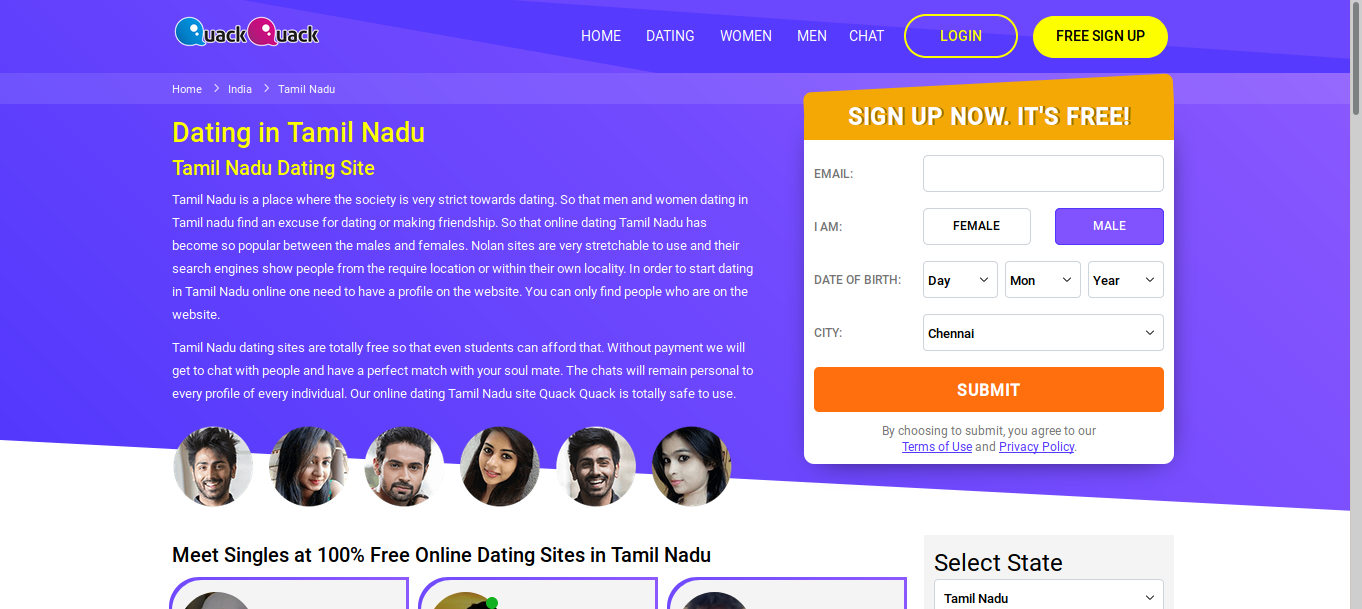 QuackQuack
HOME DATING WOMEN MEN CHAT LOGIN FREE SIGN UP
Home > India > Tamil Nadu
Dating in Tamil Nadu
Tamil Nadu Dating Site
Tamil Nadu is a place where the society is very strict towards dating. So that men and women dating in
Tamil nadu find an excuse for dating or making friendship. So that online dating Tamil Nadu has
become so popular between the males and females. Nolan sites are very stretchable to use and their
search engines show people from the require location or within their own locality. In order to start dating
in Tamil Nadu online one need to have a profile on the website. You can only find people who are on the
website.
Tamil Nadu dating sites are totally free so that even students can afford that. Without payment we will
get to chat with people and have a perfect match with your soul mate. The chats will remain personal to
every profile of every individual. Our online dating Tamil Nadu site Quack Quack is totally safe to use.
SIGN UP NOW. IT'S FREE!
EMAIL:
I AM: FEMALE MALE
DATE OF BIRTH: Day Mon Year
CITY: Chennai
SUBMIT
By choosing to submit, you agree to our
Terms of Use and Privacy Policy.
Meet Singles at 100% Free Online Dating Sites in Tamil Nadu
Select State
Tamil Nadu